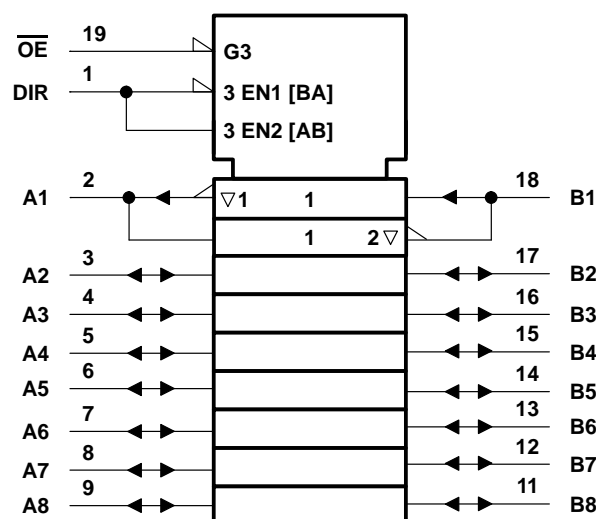 19
OE
G3
1
DIR
3 EN1 [BA]
3 EN2 [AB]
2
A1
▽1
1
18
B1
1
2▽
3
A2
17
B2
4
A3
16
B3
5
A4
15
B4
6
A5
14
B5
7
A6
13
B6
8
A7
12
B7
9
A8
11
B8